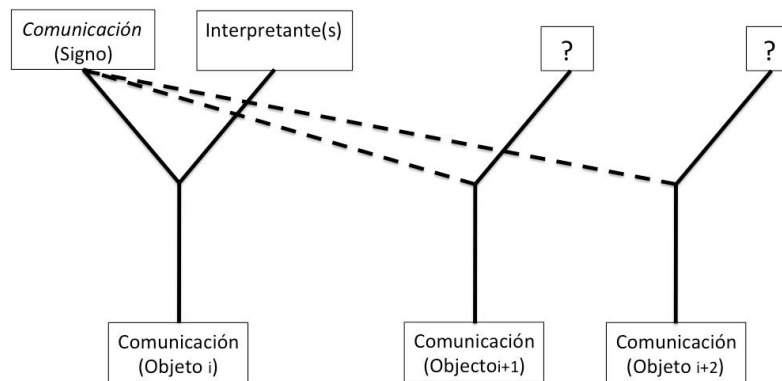 Comunicación
(Signo)
Interpretante(s)
?
?
Comunicación
(Objeto i)
Comunicación
(Objectoi+1)
Comunicación
(Objeto i+2)